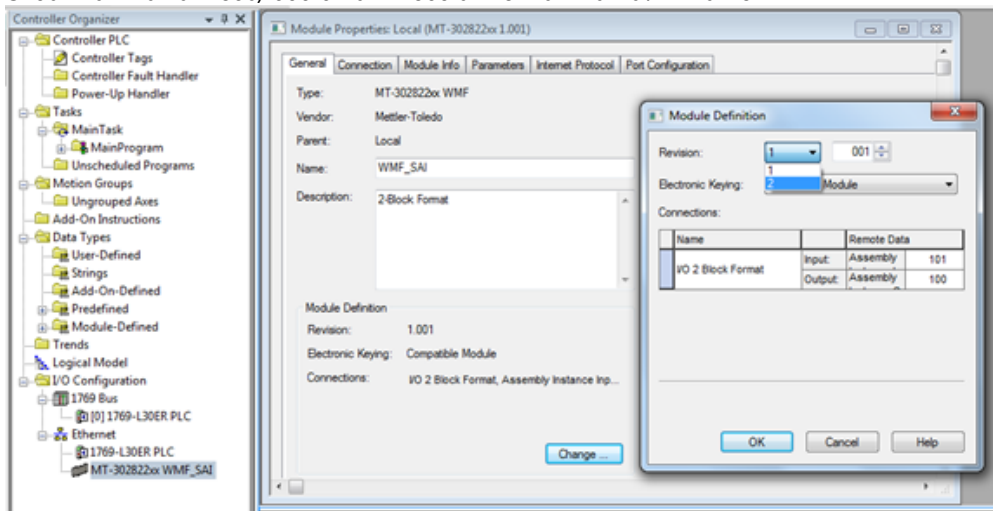 Controller Organizer
Controller PLC
Controller Tags
Controller Fault Handler
Power-Up Handler
Tasks
MainTask
MainProgram
Unscheduled Programs
Motion Groups
Ungrouped Axes
Add-On Instructions
Data Types
User-Defined
Strings
Add-On-Defined
Predefined
Module-Defined
Trends
Logical Model
I/O Configuration
1769 Bus
[0] 1769-L30ER PLC
Ethernet
1769-L30ER PLC
MT-302822xx WMF_SAI
Module Properties: Local (MT-302822xx 1.001)
General Connection Module Info Parameters Internet Protocol Port Configuration
Type: MT-302822xx WMF
Vendor: Mettler-Toledo
Parent: Local
Name: WMF_SAI
Description: 2-Block Format
Module Definition
Revision: 1.001
Electronic Keying: Compatible Module
Connections: I/O 2 Block Format, Assembly Instance Inp...
Change ...
Module Definition
Revision: 1 001
1
2
Electronic Keying: Module
Connections:
Name Remote Data
I/O 2 Block Format
Input: Assembly 101
Output: Assembly 100
OK Cancel Help